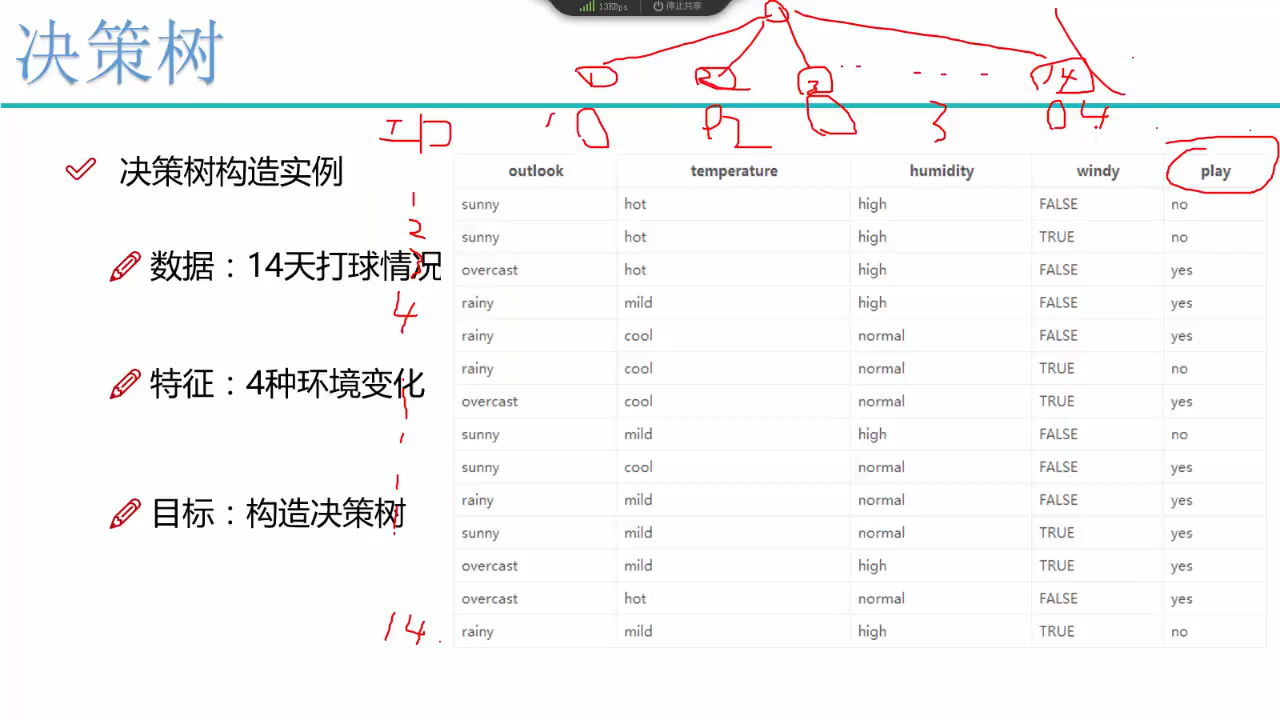 13KBps 停止共享
决策树
1 2 3 14
ID
决策树构造实例
数据：14天打球情况
特征：4种环境变化
目标：构造决策树
outlook temperature humidity windy play
1 sunny hot high FALSE no
2 sunny hot high TRUE no
3 overcast hot high FALSE yes
4 rainy mild high FALSE yes
rainy cool normal FALSE yes
rainy cool normal TRUE no
overcast cool normal TRUE yes
sunny mild high FALSE no
sunny cool normal FALSE yes
rainy mild normal FALSE yes
sunny mild normal TRUE yes
overcast mild high TRUE yes
overcast hot normal FALSE yes
14 rainy mild high TRUE no